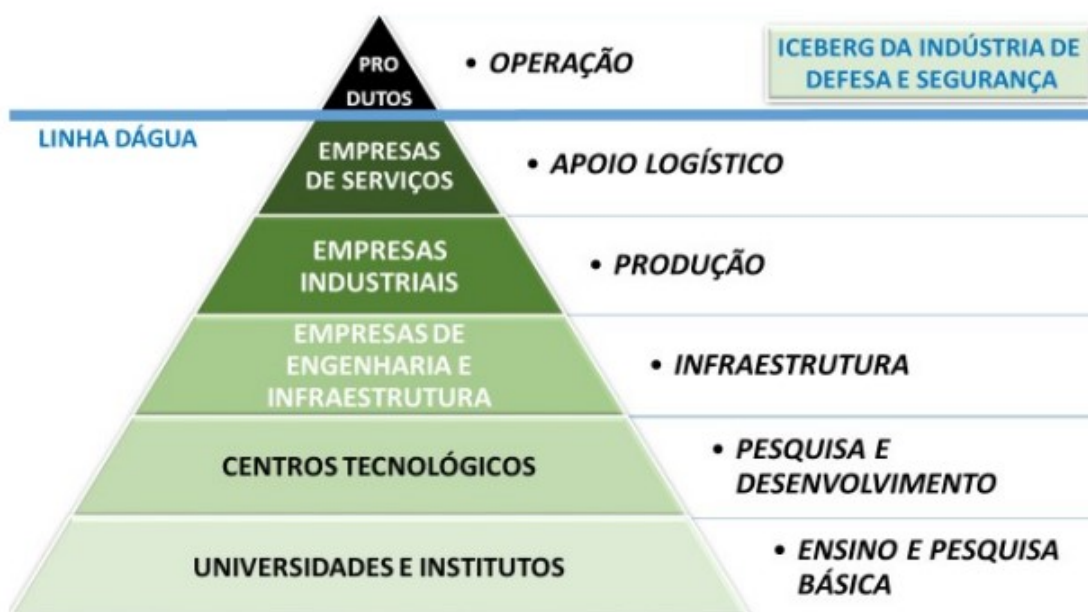 PRO
DUTOS
• OPERAÇÃO
ICEBERG DA INDÚSTRIA DE
DEFESA E SEGURANÇA
LINHA DÁGUA
EMPRESAS
DE SERVIÇOS
• APOIO LOGÍSTICO
EMPRESAS
INDUSTRIAIS
• PRODUÇÃO
EMPRESAS DE
ENGENHARIA E
INFRAESTRUTURA
• INFRAESTRUTURA
CENTROS TECNOLÓGICOS
• PESQUISA E
DESENVOLVIMENTO
UNIVERSIDADES E INSTITUTOS
• ENSINO E PESQUISA
BÁSICA